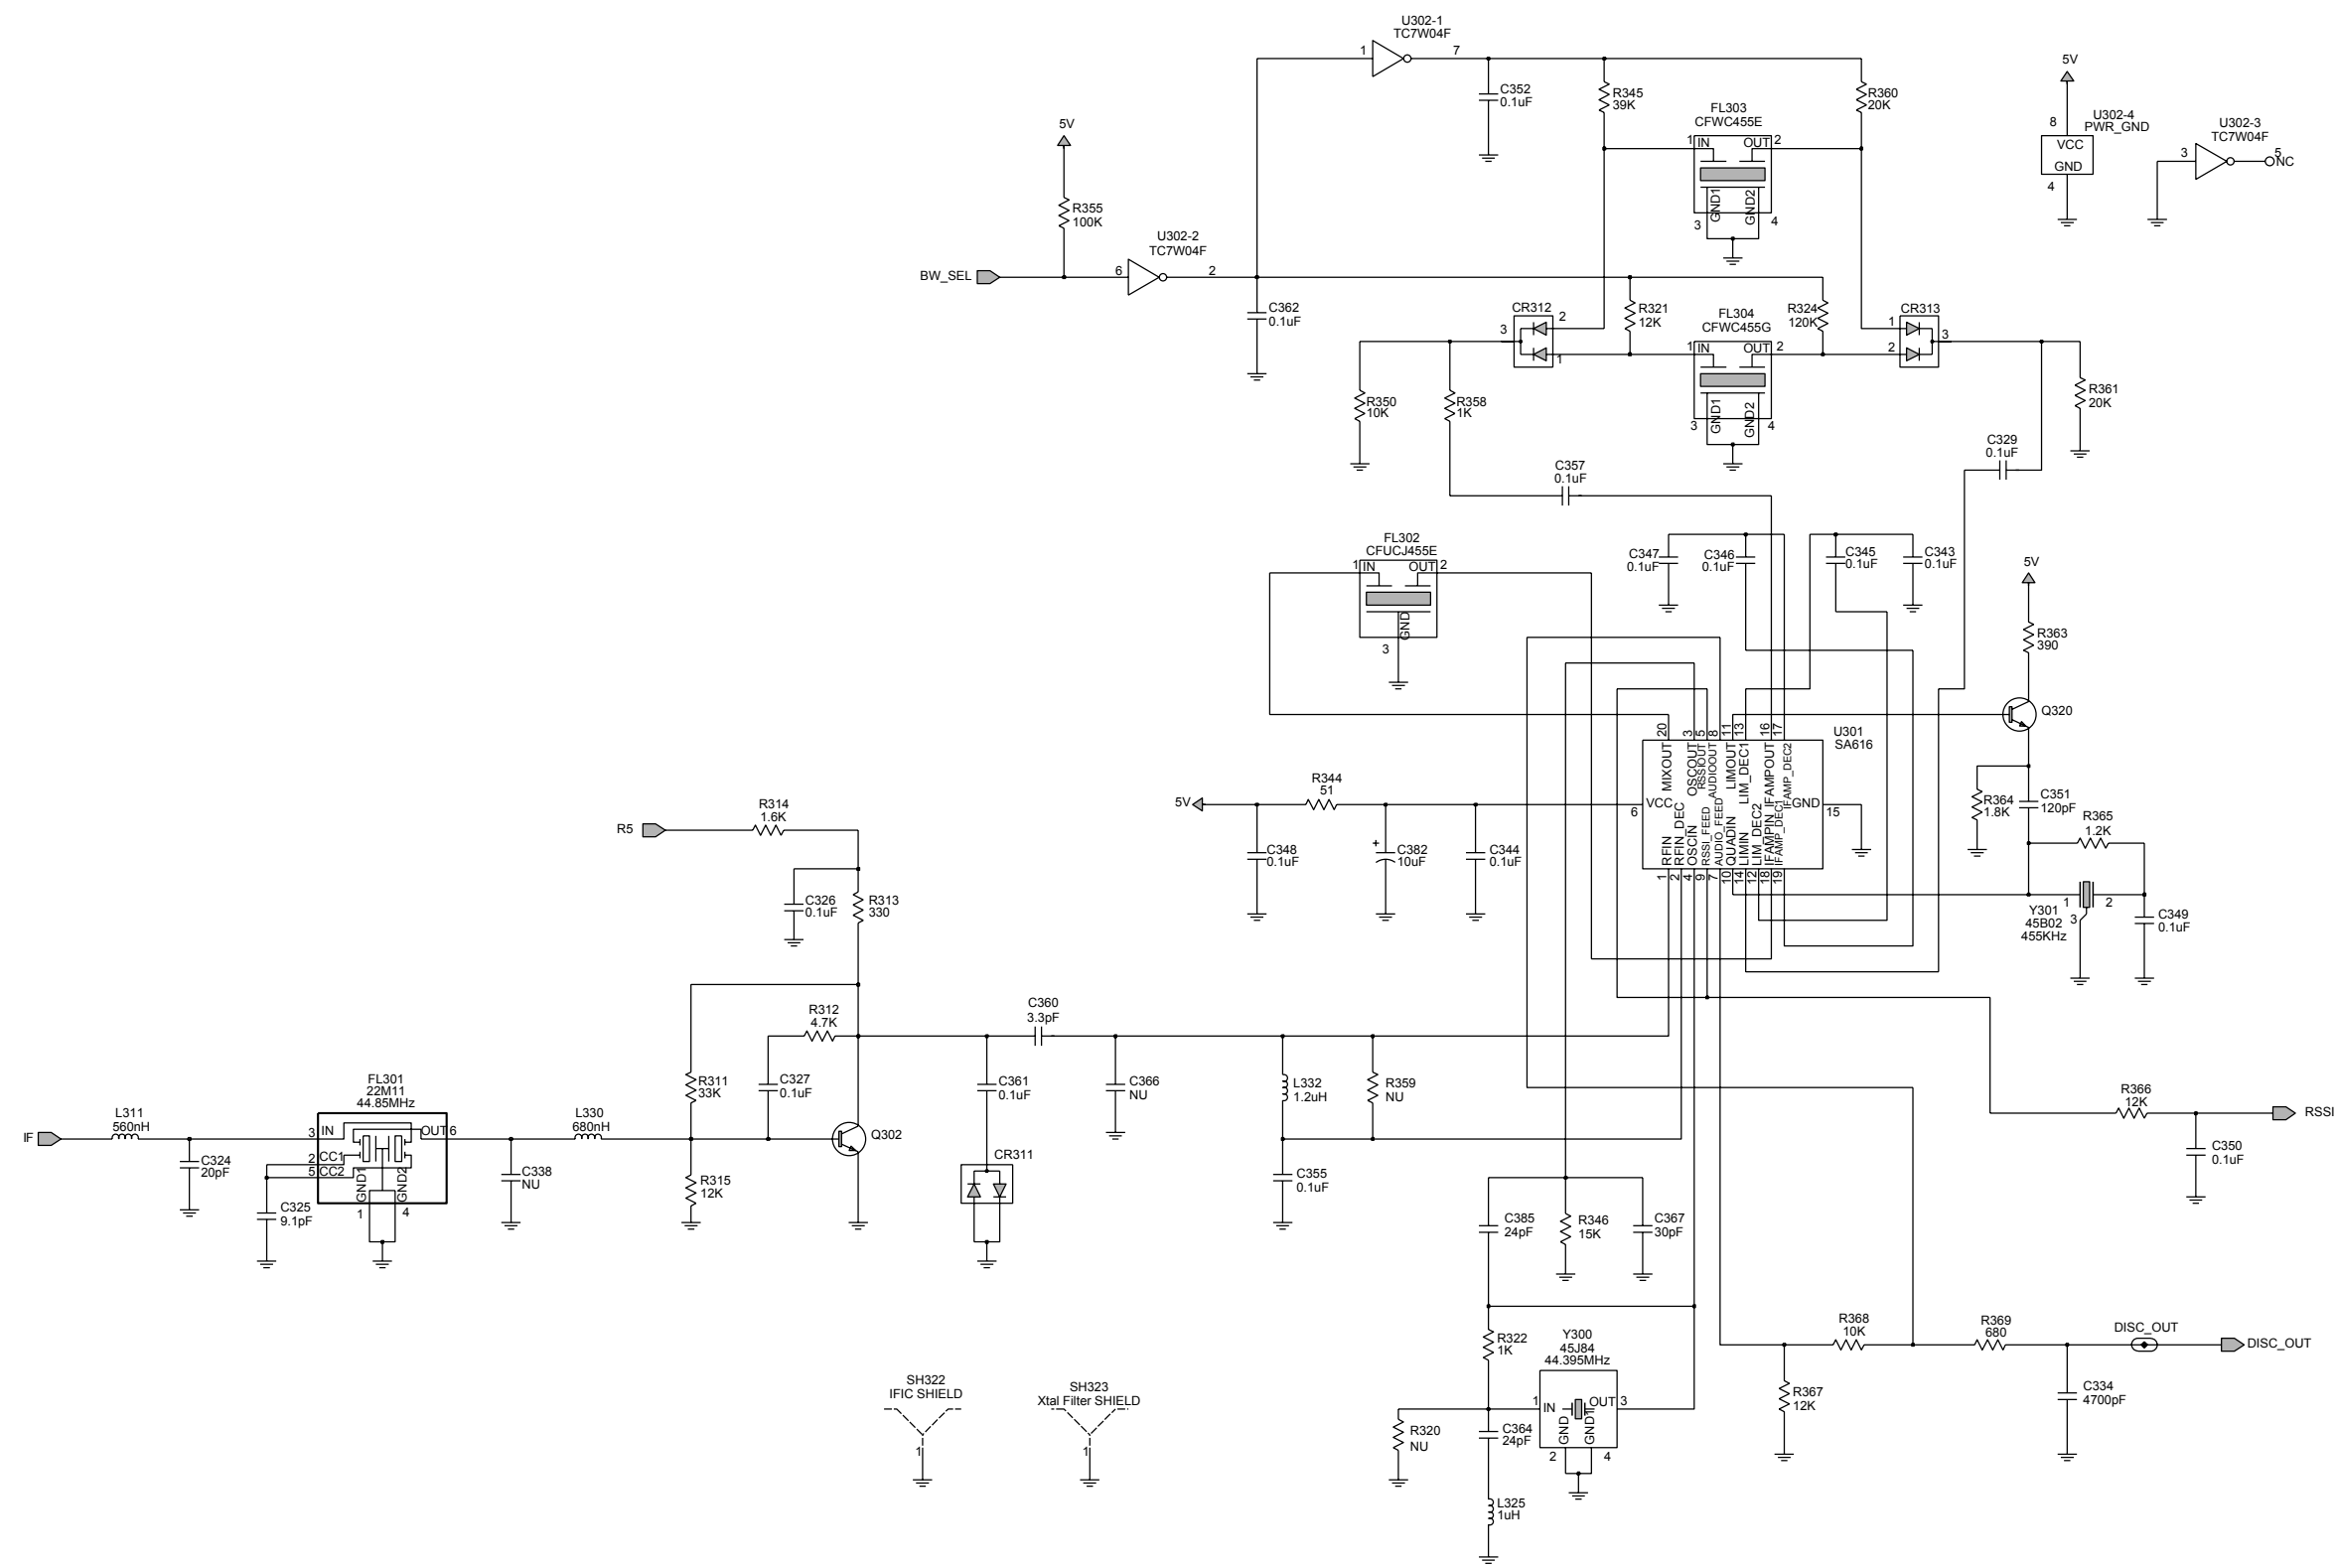 U302-1
TC7W04F
1
7
C352
0.1uF
R345
39K
R360
20K
FL303
CFWC455E
1 IN OUT 2
GND1 GND2
3 4
5V
8
U302-4
PWR_GND
VCC
GND
4
U302-3
TC7W04F
3
5
NC
5V
R355
100K
U302-2
TC7W04F
BW_SEL
6
2
C362
0.1uF
CR312
3
2
1
R321
12K
FL304
CFWC455G
1 IN OUT 2
GND1 GND2
3 4
R324
120K
CR313
1
2
3
R350
10K
R358
1K
R361
20K
C329
0.1uF
C357
0.1uF
FL302
CFUCJ455E
1 IN OUT 2
GND
3
C347
0.1uF
C346
0.1uF
C345
0.1uF
C343
0.1uF
5V
R363
390
Q320
U301
SA616
20 3 5 8 11 13 16 17
MIXOUT OSCOUT RSSIOUT AUDIOOUT LIMOUT LIM_DEC1 IFAMPOUT IFAMP_DEC2
6 VCC GND 15
RFIN RFIN_DEC OSCIN RSSI_FEED AUDIO_FEED QUADIN LIMIN LIM_DEC2 IFAMPIN IFAMP_DEC1
1 2 4 9 7 10 14 12 18 19
5V
R344
51
C348
0.1uF
+
C382
10uF
C344
0.1uF
R364
1.8K
C351
120pF
R365
1.2K
Y301
45B02
455KHz
1 2
3
C349
0.1uF
R5
R314
1.6K
C326
0.1uF
R313
330
R312
4.7K
C360
3.3pF
R311
33K
C327
0.1uF
C361
0.1uF
C366
NU
L332
1.2uH
R359
NU
R366
12K
RSSI
C350
0.1uF
IF
L311
560nH
C324
20pF
FL301
22M11
44.85MHz
3 IN OUT 6
2 CC1
5 CC2
GND1 GND2
1 4
C325
9.1pF
C338
NU
L330
680nH
R315
12K
Q302
CR311
C355
0.1uF
C385
24pF
R346
15K
C367
30pF
R322
1K
Y300
45J84
44.395MHz
1 IN OUT 3
GND GND1
2 4
R320
NU
C364
24pF
L325
1uH
R368
10K
R369
680
DISC_OUT
DISC_OUT
R367
12K
C334
4700pF
SH322
IFIC SHIELD
1
SH323
Xtal Filter SHIELD
1